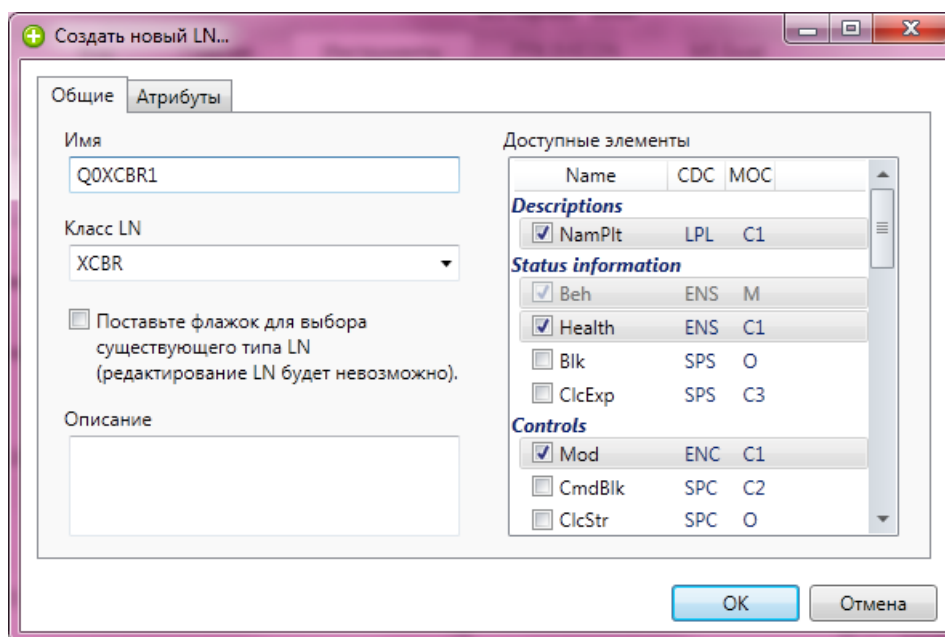 Создать новый LN...
Общие
Атрибуты
Имя
Q0XCBR1
Класс LN
XCBR
Поставьте флажок для выбора
существующего типа LN
(редактирование LN будет невозможно).
Описание
Доступные элементы
Name CDC MOC
Descriptions
NamPlt LPL C1
Status information
Beh ENS M
Health ENS C1
Blk SPS O
ClcExp SPS C3
Controls
Mod ENC C1
CmdBlk SPC C2
ClcStr SPC O
OK
Отмена